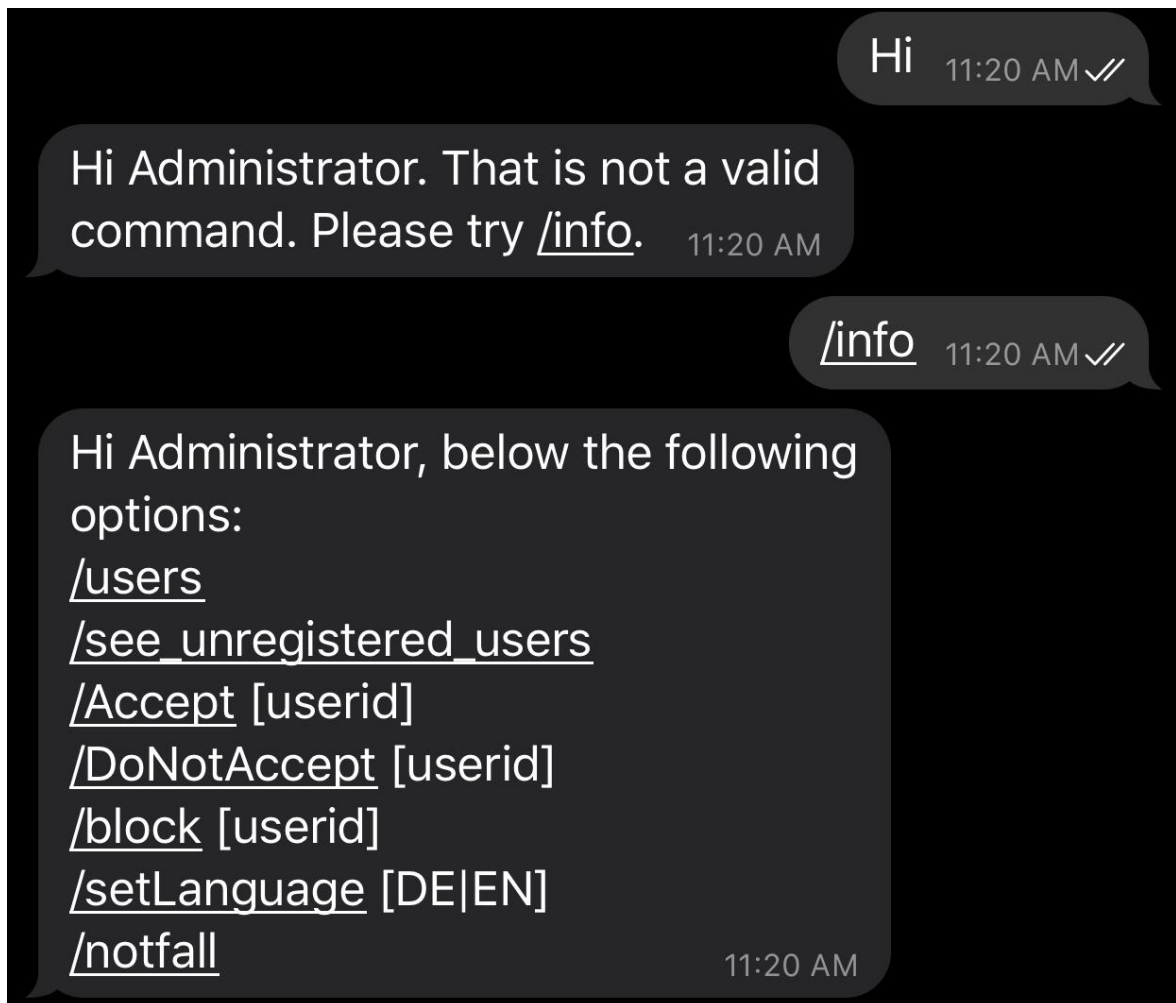 Hi 11:20 AM
Hi Administrator. That is not a valid
command. Please try /info. 11:20 AM
/info 11:20 AM
Hi Administrator, below the following
options:
/users
/see_unregistered_users
/Accept [userid]
/DoNotAccept [userid]
/block [userid]
/setLanguage [DE|EN]
/notfall 11:20 AM